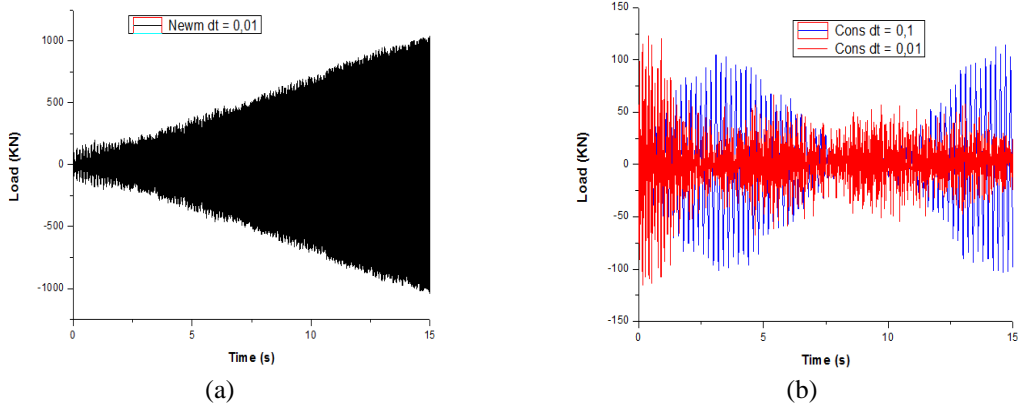 Newm dt = 0,01
Load (KN)
1000
500
0
-500
-1000
0
5
10
15
Time (s)
(a)
Cons dt = 0,1
Cons dt = 0,01
Load (KN)
150
100
50
0
-50
-100
-150
0
5
10
15
Time (s)
(b)